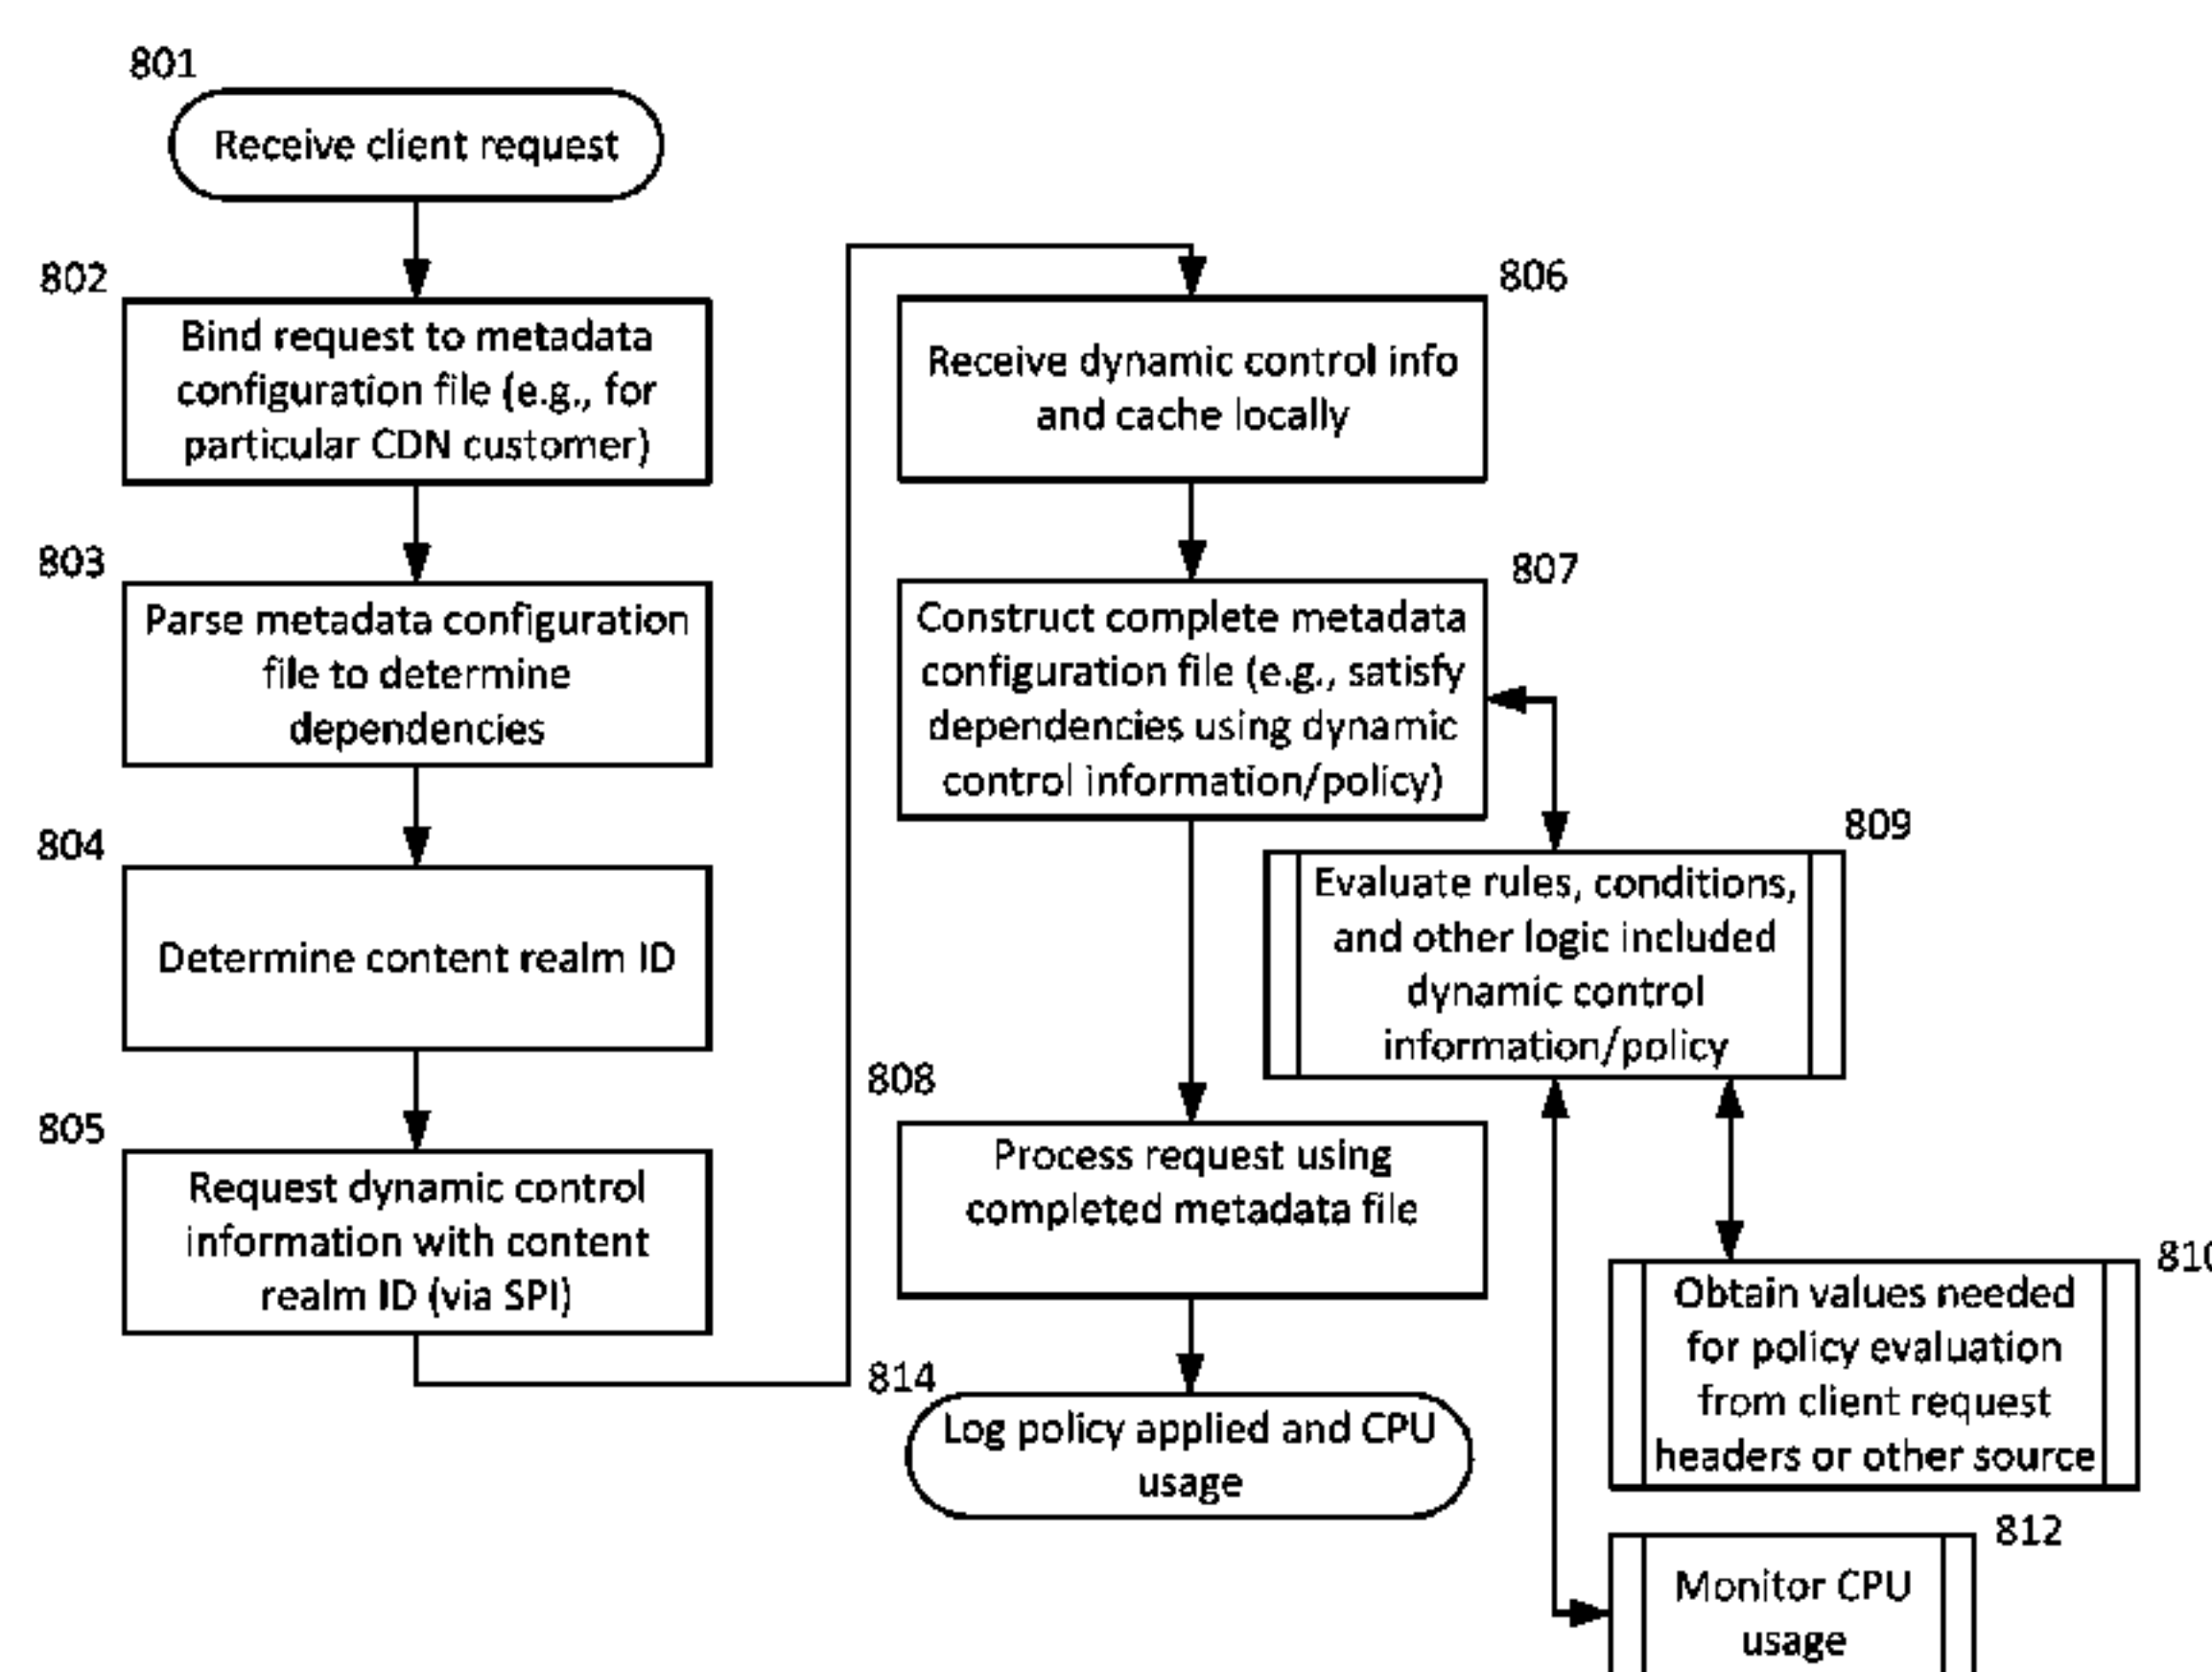 801
Receive client request
802
Bind request to metadata
configuration file (e.g., for
particular CDN customer)
803
Parse metadata configuration
file to determine
dependencies
804
Determine content realm ID
805
Request dynamic control
information with content
realm ID (via SPI)
806
Receive dynamic control info
and cache locally
807
Construct complete metadata
configuration file (e.g., satisfy
dependencies using dynamic
control information/policy)
808
Process request using
completed metadata file
814
Log policy applied and CPU
usage
809
Evaluate rules, conditions,
and other logic included
dynamic control
information/policy
810
Obtain values needed
for policy evaluation
from client request
headers or other source
812
Monitor CPU
usage